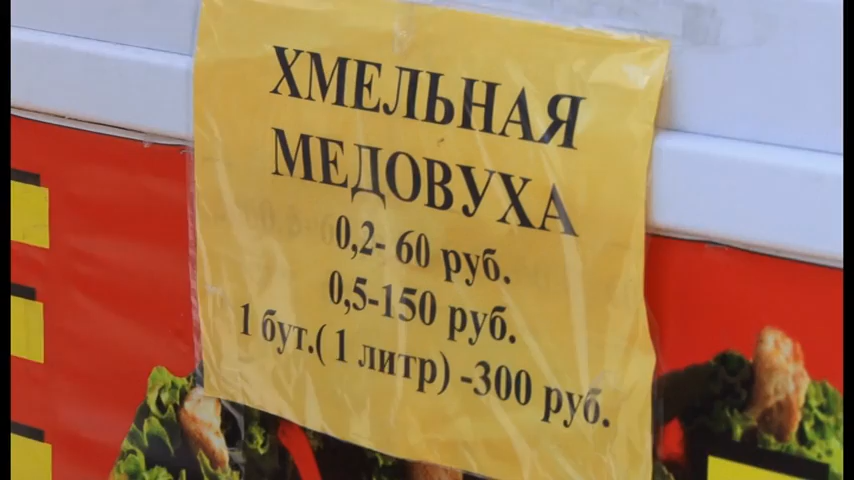 ХМЕЛЬНАЯ
МЕДОВУХА
0,2- 60 руб.
0,5-150 руб.
1 бут.( 1 литр) -300 руб.